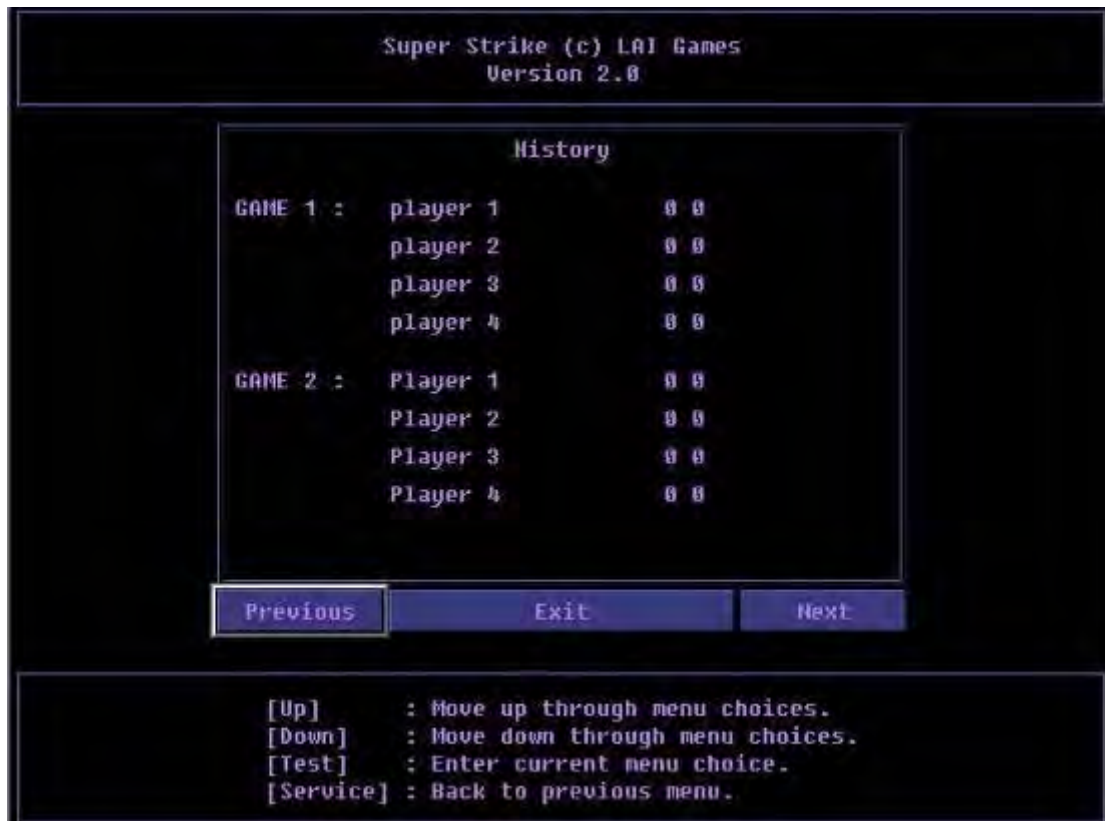 Super Strike (c) LAI Games
Version 2.0
History
GAME 1 : player 1 0 0
player 2 0 0
player 3 0 0
player 4 0 0
GAME 2 : Player 1 0 0
Player 2 0 0
Player 3 0 0
Player 4 0 0
Previous Exit Next
[Up] : Move up through menu choices.
[Down] : Move down through menu choices.
[Test] : Enter current menu choice.
[Service] : Back to previous menu.